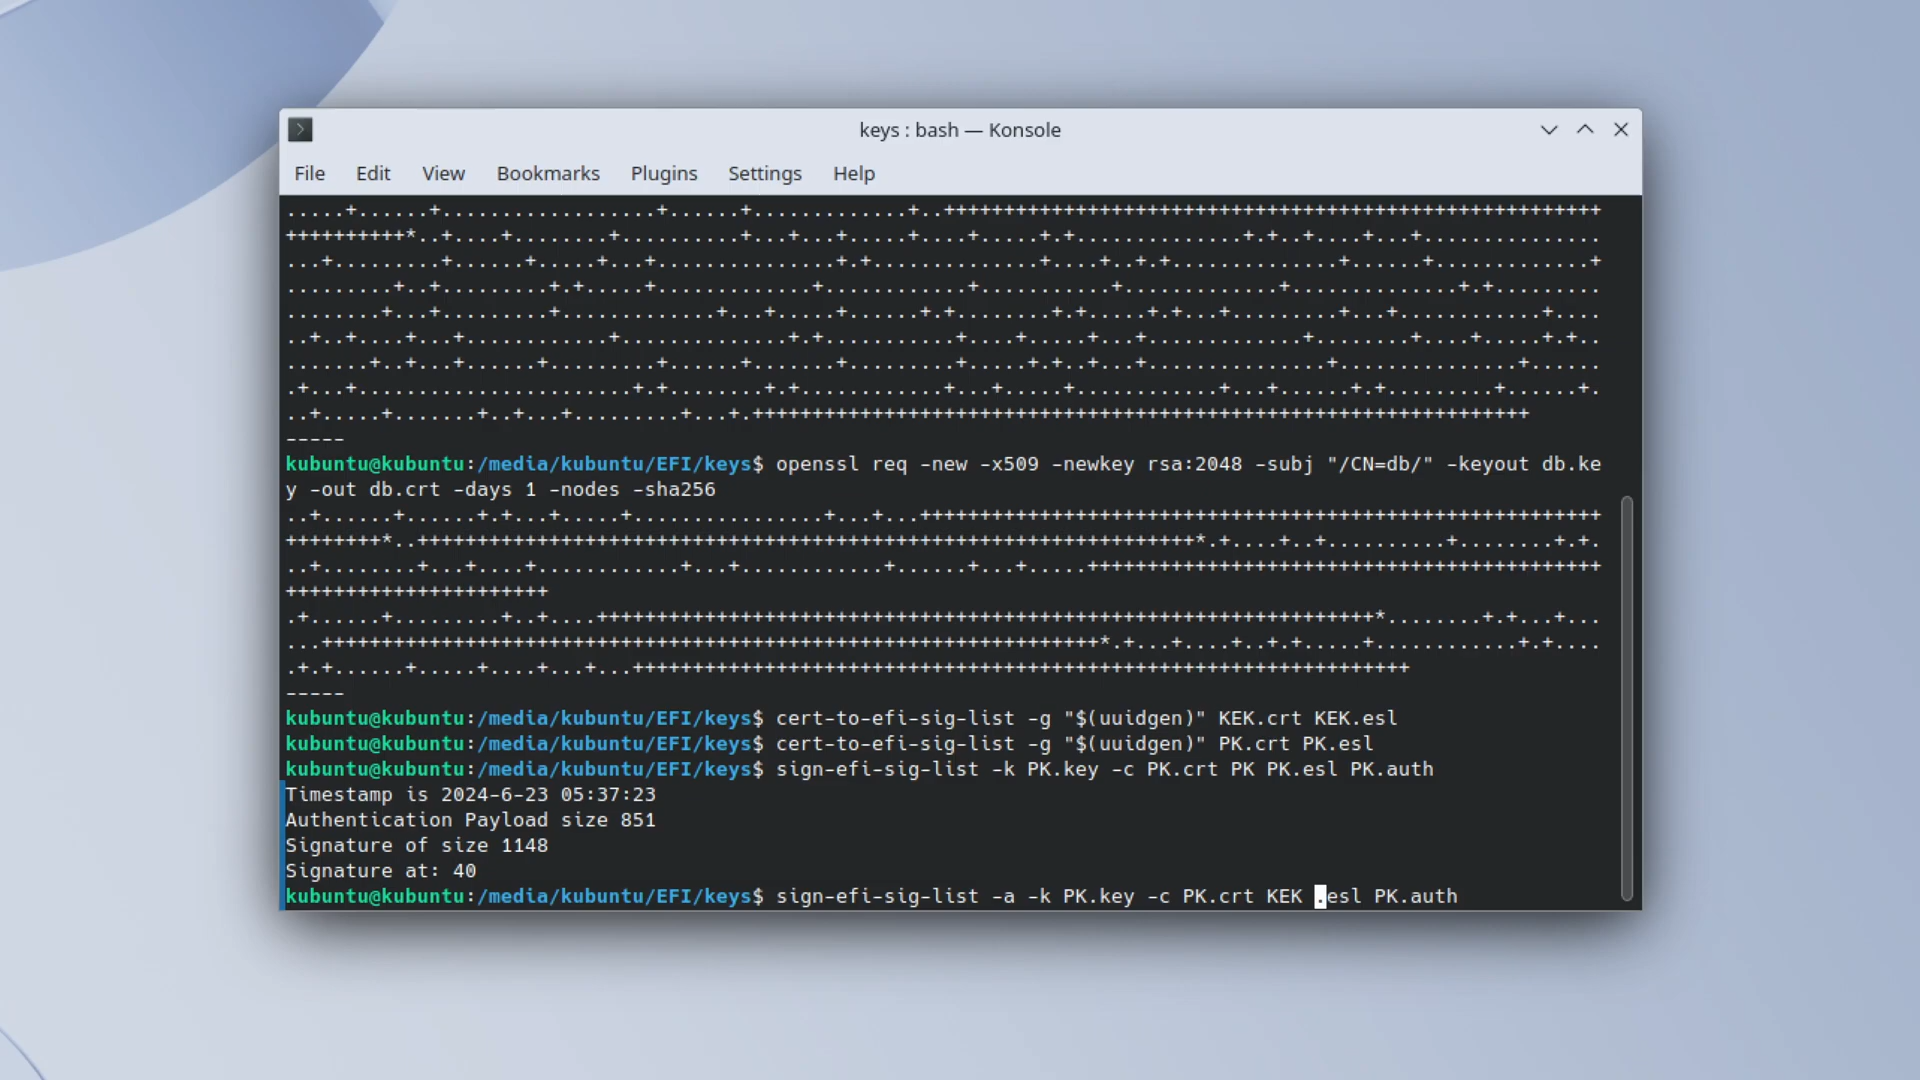 keys : bash — Konsole
File Edit View Bookmarks Plugins Settings Help
-----
kubuntu@kubuntu:/media/kubuntu/EFI/keys$ openssl req -new -x509 -newkey rsa:2048 -subj "/CN=db/" -keyout db.ke
y -out db.crt -days 1 -nodes -sha256
-----
kubuntu@kubuntu:/media/kubuntu/EFI/keys$ cert-to-efi-sig-list -g "$(uuidgen)" KEK.crt KEK.esl
kubuntu@kubuntu:/media/kubuntu/EFI/keys$ cert-to-efi-sig-list -g "$(uuidgen)" PK.crt PK.esl
kubuntu@kubuntu:/media/kubuntu/EFI/keys$ sign-efi-sig-list -k PK.key -c PK.crt PK PK.esl PK.auth
Timestamp is 2024-6-23 05:37:23
Authentication Payload size 851
Signature of size 1148
Signature at: 40
kubuntu@kubuntu:/media/kubuntu/EFI/keys$ sign-efi-sig-list -a -k PK.key -c PK.crt KEK .esl PK.auth